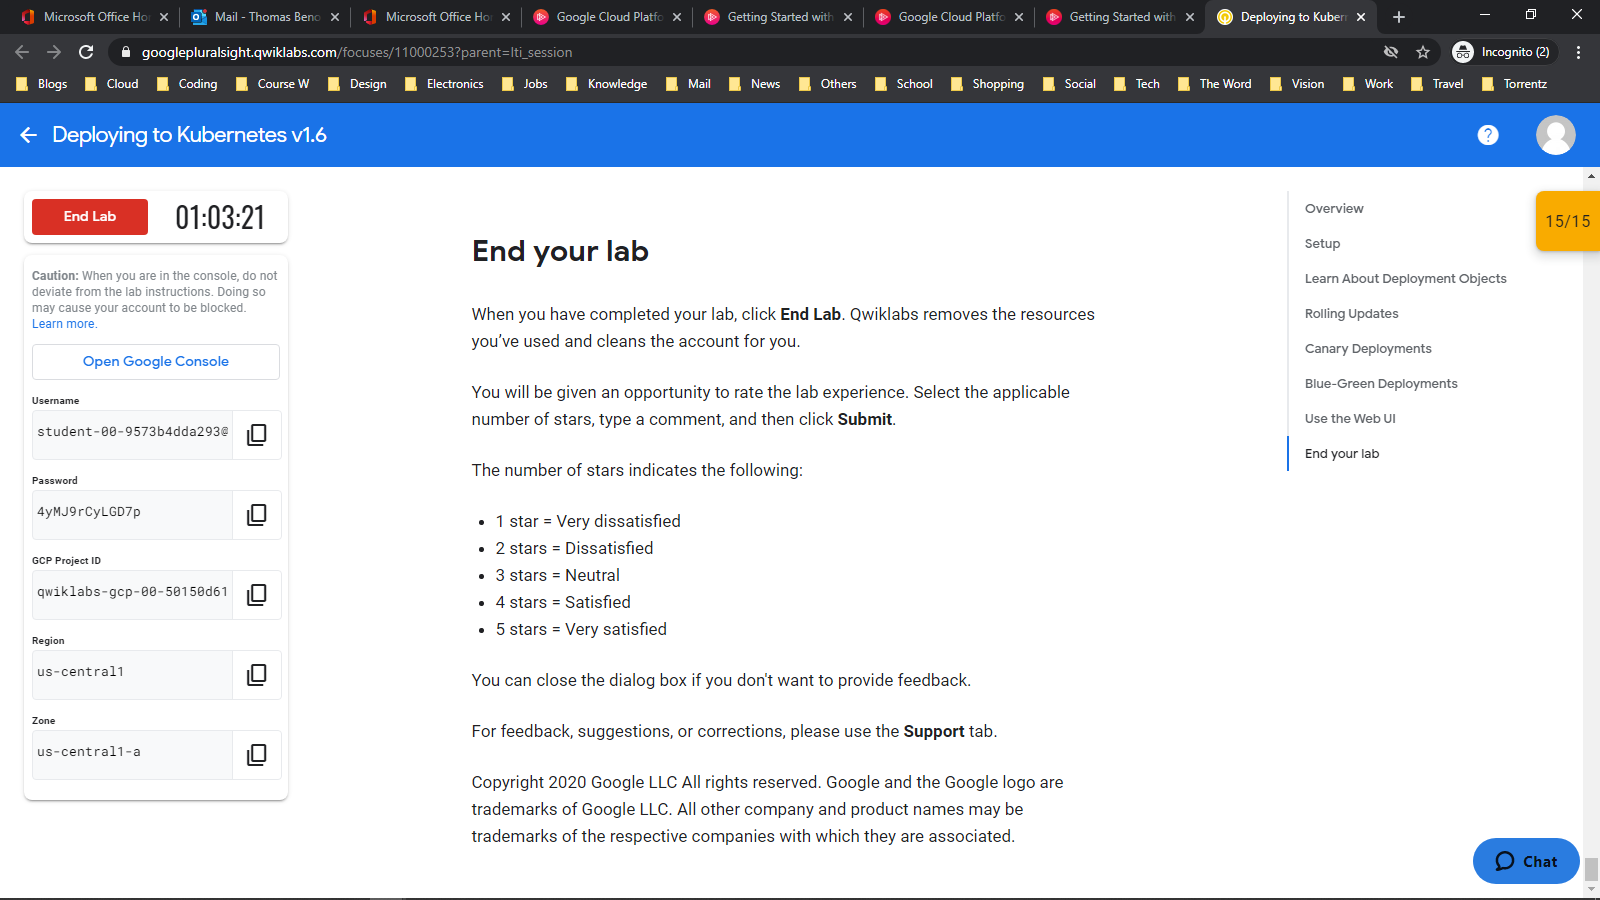 Microsoft Office Ho
Mail - Thomas Beno
Microsoft Office Ho
Google Cloud Platfo
Getting Started with
Google Cloud Platfo
Getting Started with
Deploying to Kuber
googlepluralsight.qwiklabs.com/focuses/11000253?parent=lti_session
Incognito (2)
Blogs
Cloud
Coding
Course W
Design
Electronics
Jobs
Knowledge
Mail
News
Others
School
Shopping
Social
Tech
The Word
Vision
Work
Travel
Torrentz
Deploying to Kubernetes v1.6
?
End Lab
01:03:21
Caution: When you are in the console, do not
deviate from the lab instructions. Doing so
may cause your account to be blocked.
Learn more.
Open Google Console
Username
student-00-9573b4dda293@
Password
4yMJ9rCyLGD7p
GCP Project ID
qwiklabs-gcp-00-50150d61
Region
us-central1
Zone
us-central1-a
End your lab
When you have completed your lab, click End Lab. Qwiklabs removes the resources
you’ve used and cleans the account for you.
You will be given an opportunity to rate the lab experience. Select the applicable
number of stars, type a comment, and then click Submit.
The number of stars indicates the following:
• 1 star = Very dissatisfied
• 2 stars = Dissatisfied
• 3 stars = Neutral
• 4 stars = Satisfied
• 5 stars = Very satisfied
You can close the dialog box if you don't want to provide feedback.
For feedback, suggestions, or corrections, please use the Support tab.
Copyright 2020 Google LLC All rights reserved. Google and the Google logo are
trademarks of Google LLC. All other company and product names may be
trademarks of the respective companies with which they are associated.
Overview
Setup
Learn About Deployment Objects
Rolling Updates
Canary Deployments
Blue-Green Deployments
Use the Web UI
End your lab
15/15
Chat